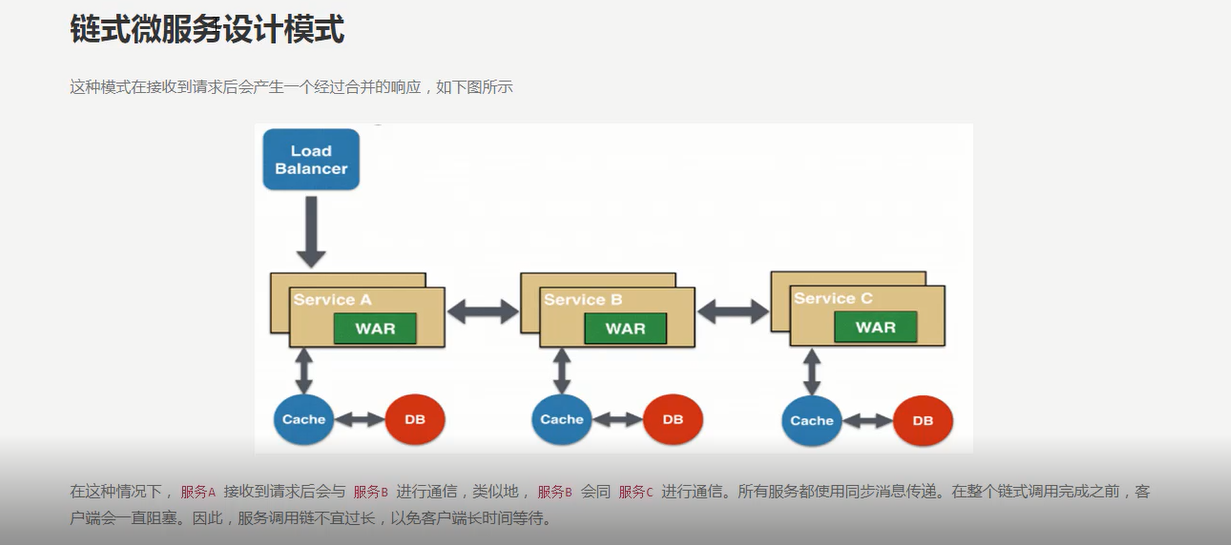 链式微服务设计模式
这种模式在接收到请求后会产生一个经过合并的响应，如下图所示
Load
Balancer
Service A
Service B
Service C
WAR
WAR
WAR
Cache
DB
Cache
DB
Cache
DB
在这种情况下， 服务A 接收到请求后会与 服务B 进行通信，类似地， 服务B 会同 服务C 进行通信。所有服务都使用同步消息传递。在整个链式调用完成之前，客
户端会一直阻塞。因此，服务调用链不宜过长，以免客户端长时间等待。